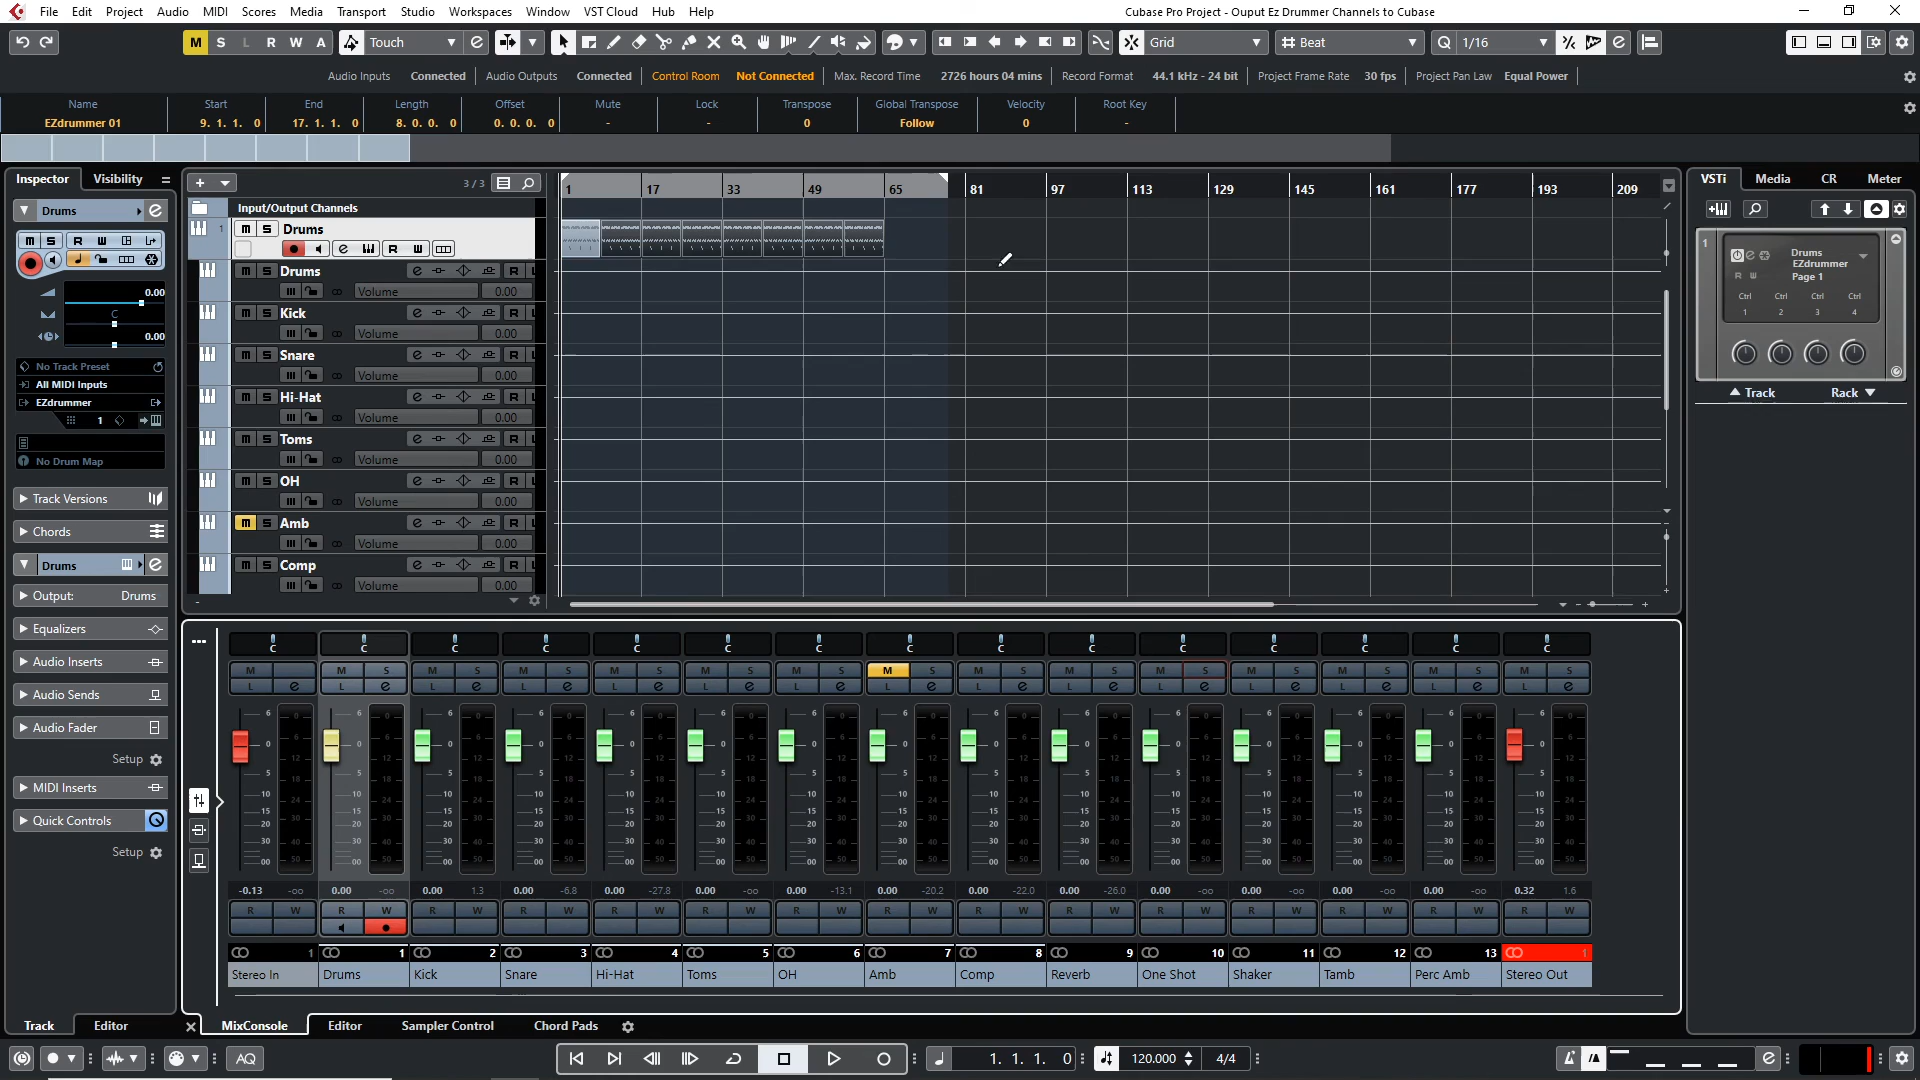 File Edit Project Audio MIDI Scores Media Transport Studio Workspaces Window VST Cloud Hub Help Cubase Pro Project - Ouput Ez Drummer Channels to Cubase
M S L R W A Touch Grid Beat Q 1/16
Audio Inputs Connected Audio Outputs Connected Control Room Not Connected Max. Record Time 2726 hours 04 mins Record Format 44.1 kHz - 24 bit Project Frame Rate 30 fps Project Pan Law Equal Power
Name Start End Length Offset Mute Lock Transpose Global Transpose Velocity Root Key
EZdrummer 01 9. 1. 1. 0 17. 1. 1. 0 8. 0. 0. 0 0. 0. 0. 0 - - 0 Follow 0 -
Inspector Visibility
Drums
M S R W
0.00
C
0.00
No Track Preset
All MIDI Inputs
EZdrummer
1
No Drum Map
Track Versions
Chords
Drums
Output: Drums
Equalizers
Audio Inserts
Audio Sends
Audio Fader
Setup
MIDI Inserts
Quick Controls
Setup
Track Editor
3 / 3
1 17 33 49 65 81 97 113 129 145 161 177 193 209
Input/Output Channels
1 M S Drums
R W
M S Drums R
Volume 0.00
M S Kick R
Volume 0.00
M S Snare R
Volume 0.00
M S Hi-Hat R
Volume 0.00
M S Toms R
Volume 0.00
M S OH R
Volume 0.00
M S Amb R
Volume 0.00
M S Comp R
Volume 0.00
VSTi Media CR Meter
1
Drums
EZdrummer
Page 1
R W
Ctrl Ctrl Ctrl Ctrl
1 2 3 4
Track Rack
C C C C C C C C C C C C C C C
M M S M S M S M S M S M S M S M S M S M S M S M S M S M S
L L L L L L L L L L L L L L L
-0.13 -oo 0.00 -oo 0.00 1.3 0.00 -6.8 0.00 -27.8 0.00 -oo 0.00 -13.1 0.00 -20.2 0.00 -22.0 0.00 -26.0 0.00 -oo 0.00 -oo 0.00 -oo 0.00 -oo 0.32 1.6
R W R W R W R W R W R W R W R W R W R W R W R W R W R W R W
1 1 2 3 4 5 6 7 8 9 10 11 12 13 1
Stereo In Drums Kick Snare Hi-Hat Toms OH Amb Comp Reverb One Shot Shaker Tamb Perc Amb Stereo Out
MixConsole Editor Sampler Control Chord Pads
AQ 1. 1. 1. 0 120.000 4/4